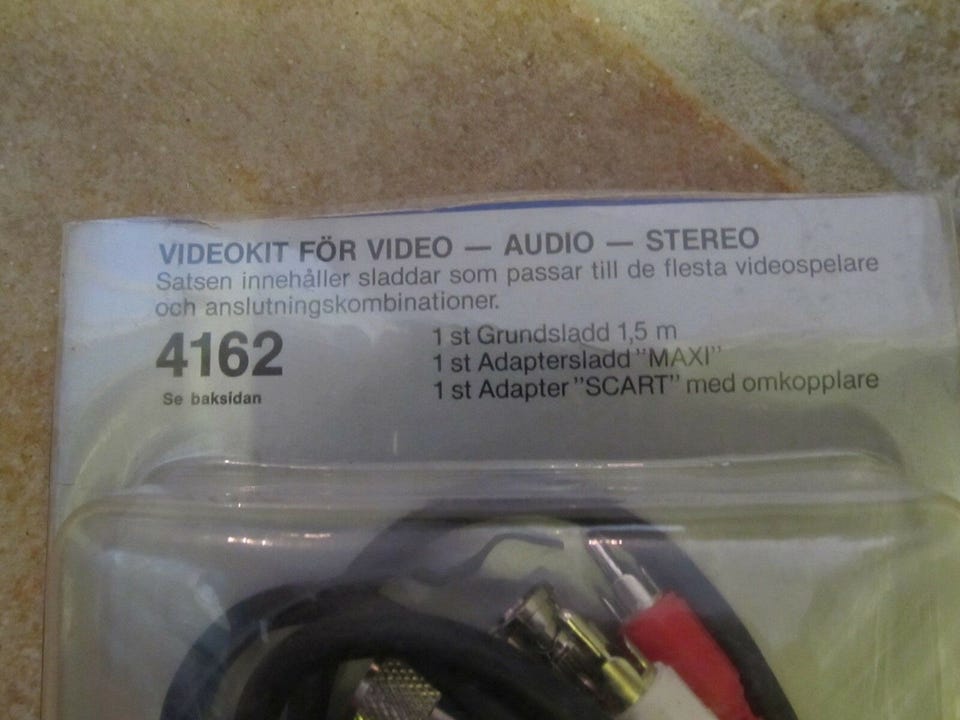 VIDEOKIT FÖR VIDEO — AUDIO — STEREO
Satsen innehåller sladdar som passar till de flesta videospelare
och anslutningskombinationer.
4162
Se baksidan
1 st Grundsladd 1,5 m
1 st Adaptersladd "MAXI"
1 st Adapter "SCART" med omkopplare